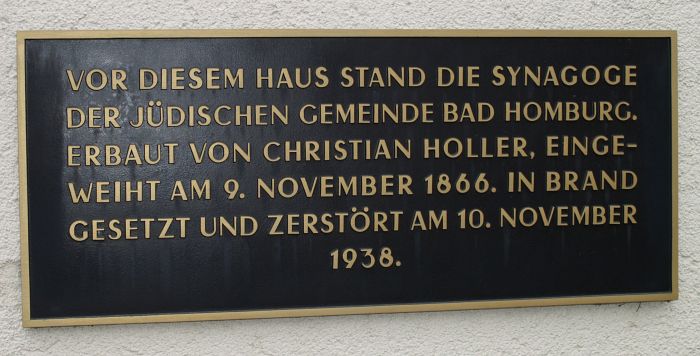 VOR DIESEM HAUS STAND DIE SYNAGOGE
DER JÜDISCHEN GEMEINDE BAD HOMBURG.
ERBAUT VON CHRISTIAN HOLLER, EINGE-
WEIHT AM 9. NOVEMBER 1866. IN BRAND
GESETZT UND ZERSTÖRT AM 10. NOVEMBER
1938.